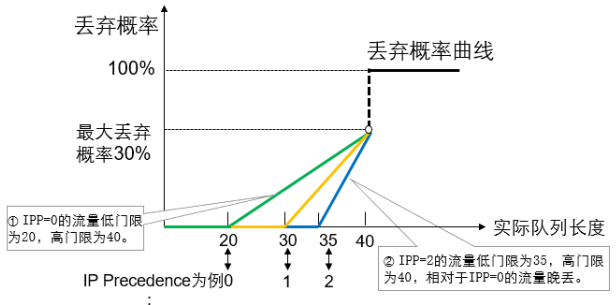 丢弃概率
100%
丢弃概率曲线
最大丢弃
概率30%
① IPP=0的流量低门限
为20，高门限为40。
20 30 35 40
实际队列长度
② IPP=2的流量低门限为35，高门限
为40，相对于IPP=0的流量晚丢。
IP Precedence为例0 1 2
: